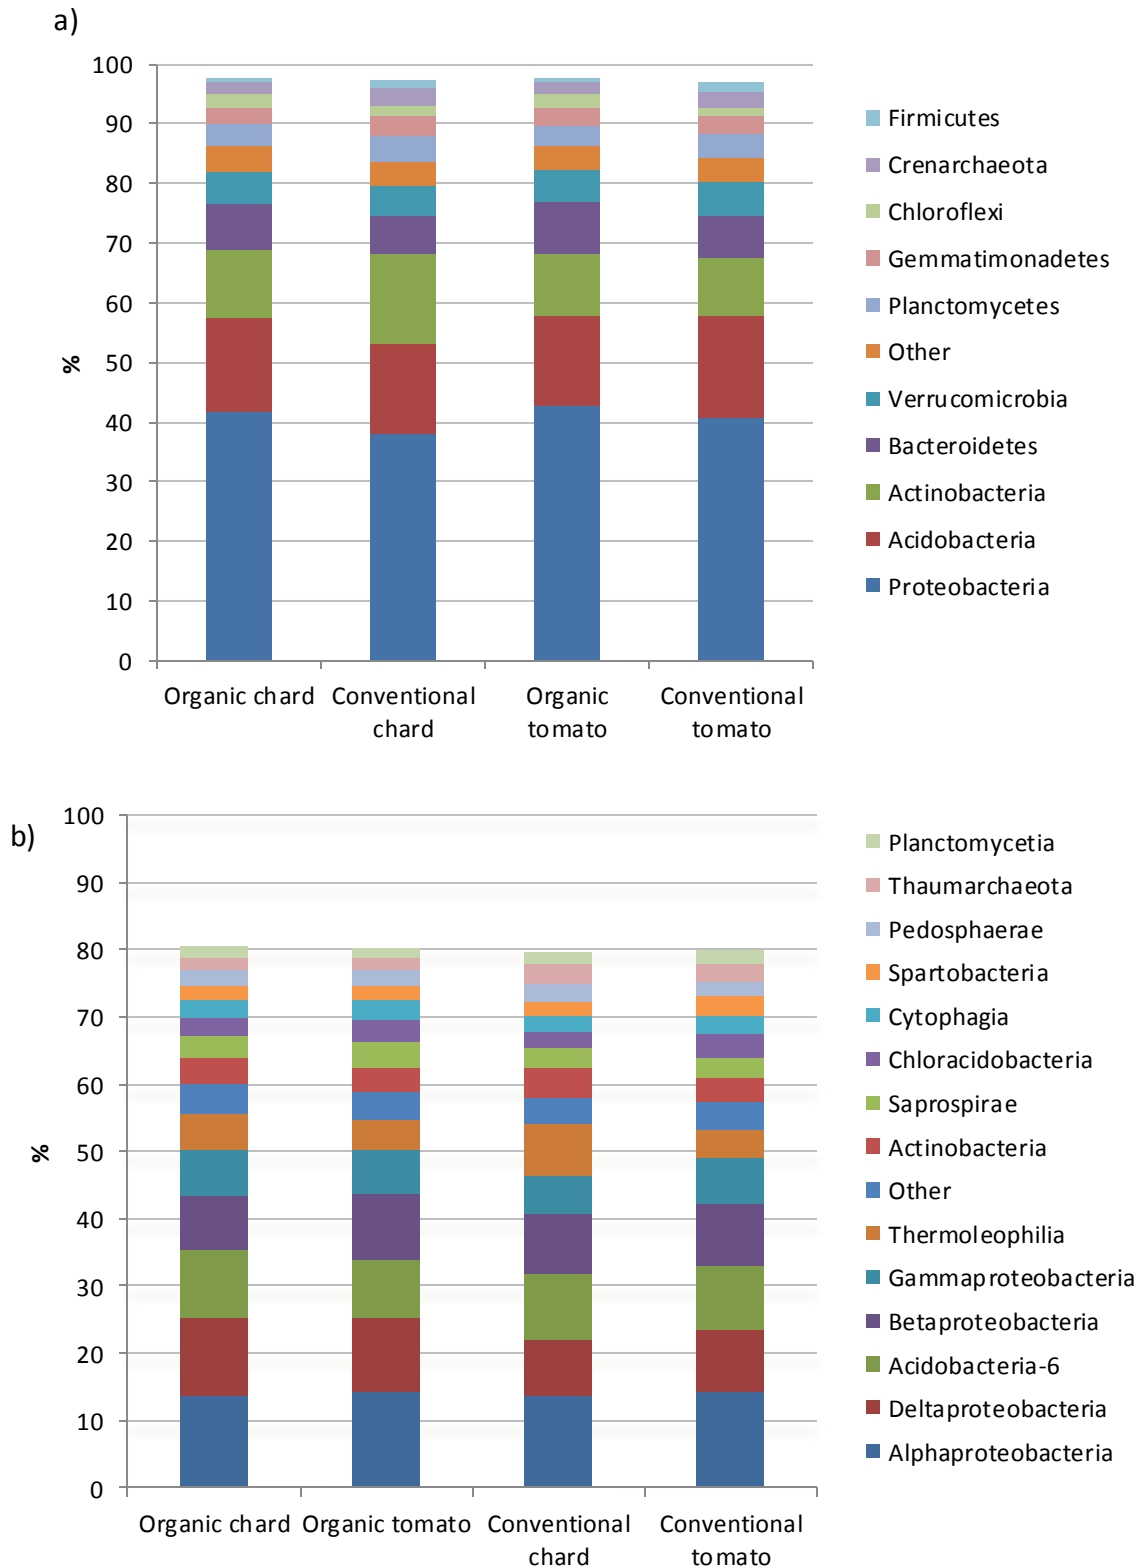 a)
100
90
80
70
60
50
40
30
20
10
0
%
Organic chard
Conventional
chard
Organic
tomato
Conventional
tomato
Firmicutes
Crenarchaeota
Chloroflexi
Gemmatimonadetes
Planctomycetes
Other
Verrucomicrobia
Bacteroidetes
Actinobacteria
Acidobacteria
Proteobacteria
b)
100
90
80
70
60
50
40
30
20
10
0
%
Organic chard
Organic tomato
Conventional
chard
Conventional
tomato
Planctomycetia
Thaumarchaeota
Pedosphaerae
Spartobacteria
Cytophagia
Chloracidobacteria
Saprospirae
Actinobacteria
Other
Thermoleophilia
Gammaproteobacteria
Betaproteobacteria
Acidobacteria-6
Deltaproteobacteria
Alphaproteobacteria